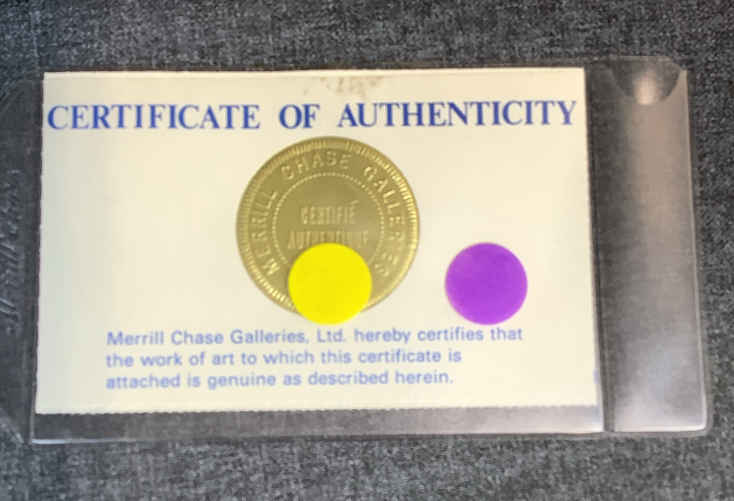 CERTIFICATE OF AUTHENTICITY
MERRILL CHASE GALLERIES
CERTIFIÉ
AUTHENTIQUE
Merrill Chase Galleries, Ltd. hereby certifies that
the work of art to which this certificate is
attached is genuine as described herein.